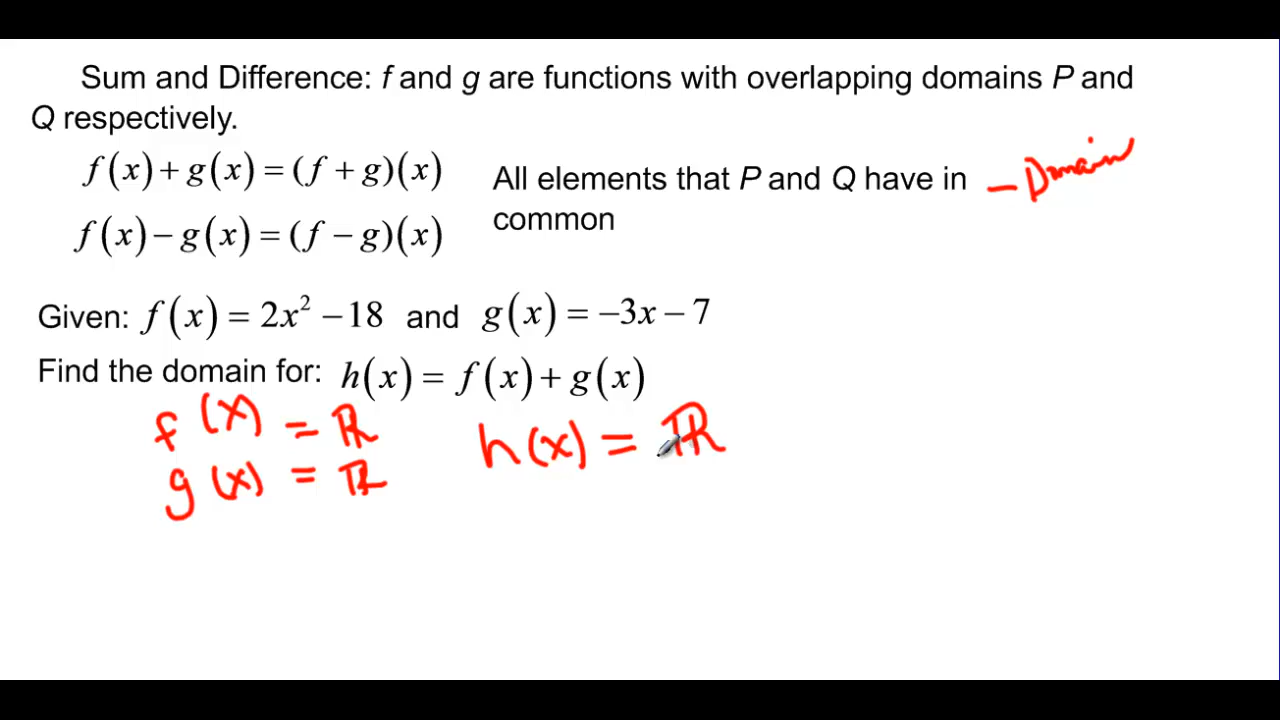 Sum and Difference: f and g are functions with overlapping domains P and
Q respectively.
f(x) + g(x) = (f + g)(x)
f(x) − g(x) = (f − g)(x)
All elements that P and Q have in
common
– Domain
Given: f(x) = 2x² − 18 and g(x) = −3x − 7
Find the domain for: h(x) = f(x) + g(x)
f(x) = ℝ
g(x) = ℝ
h(x) = ℝ